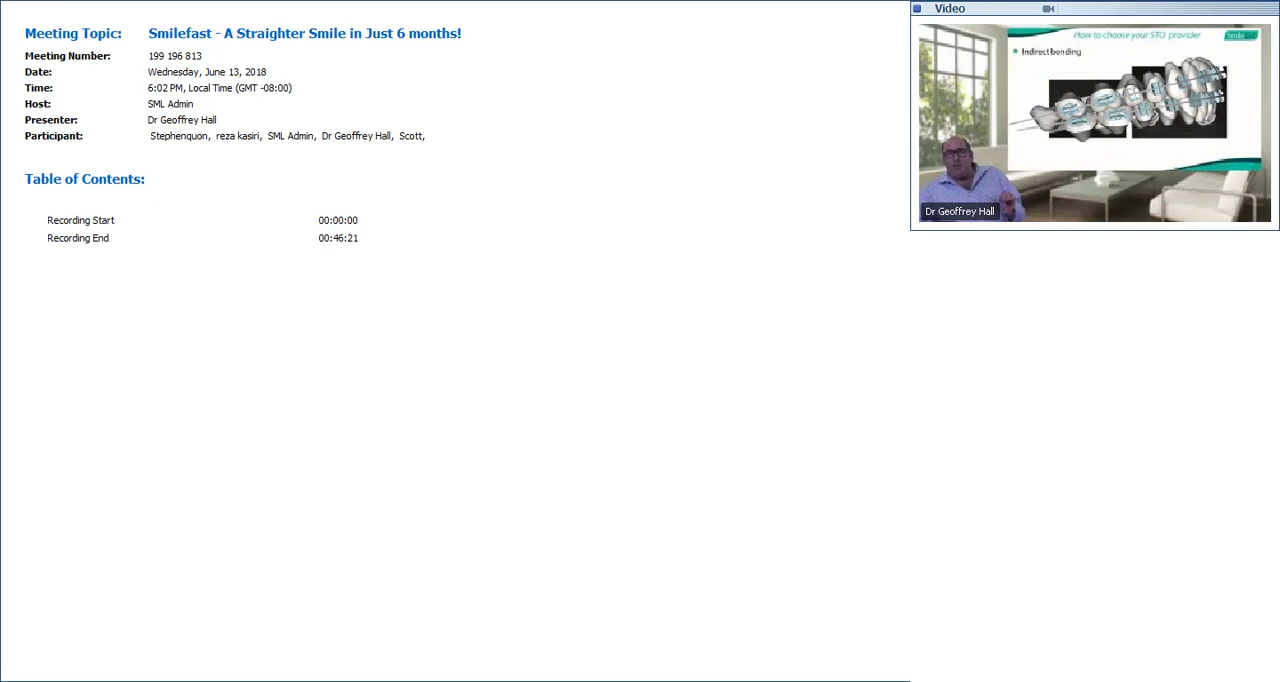 Meeting Topic: Smilefast - A Straighter Smile in Just 6 months!
Meeting Number: 199 196 813
Date: Wednesday, June 13, 2018
Time: 6:02 PM, Local Time (GMT -08:00)
Host: SML Admin
Presenter: Dr Geoffrey Hall
Participant: Stephenquon, reza kasiri, SML Admin, Dr Geoffrey Hall, Scott,
Table of Contents:
Recording Start 00:00:00
Recording End 00:46:21
Video
How to choose your STO provider
Smile
Indirect bonding
Dr Geoffrey Hall